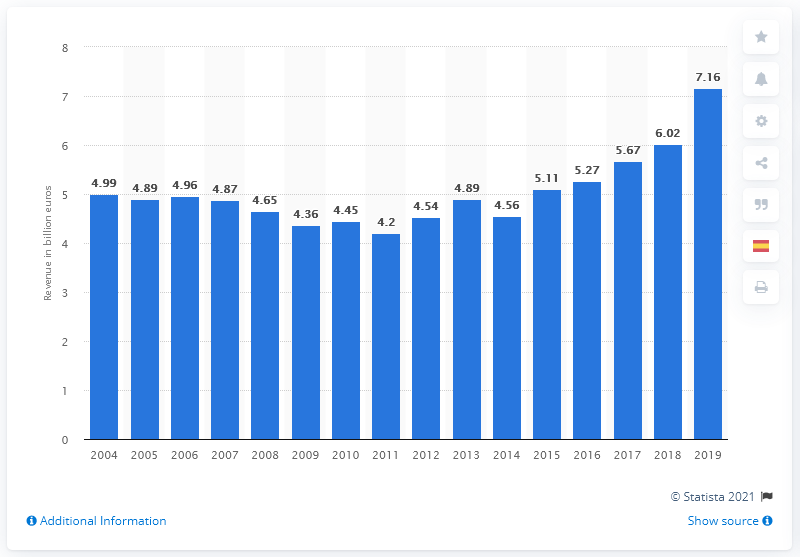 8
7
6
5
4
3
2
1
0
Revenue in billion euros
4.99 4.89 4.96 4.87 4.65 4.36 4.45 4.2 4.54 4.89 4.56 5.11 5.27 5.67 6.02 7.16
2004 2005 2006 2007 2008 2009 2010 2011 2012 2013 2014 2015 2016 2017 2018 2019
© Statista 2021
Additional Information
Show source